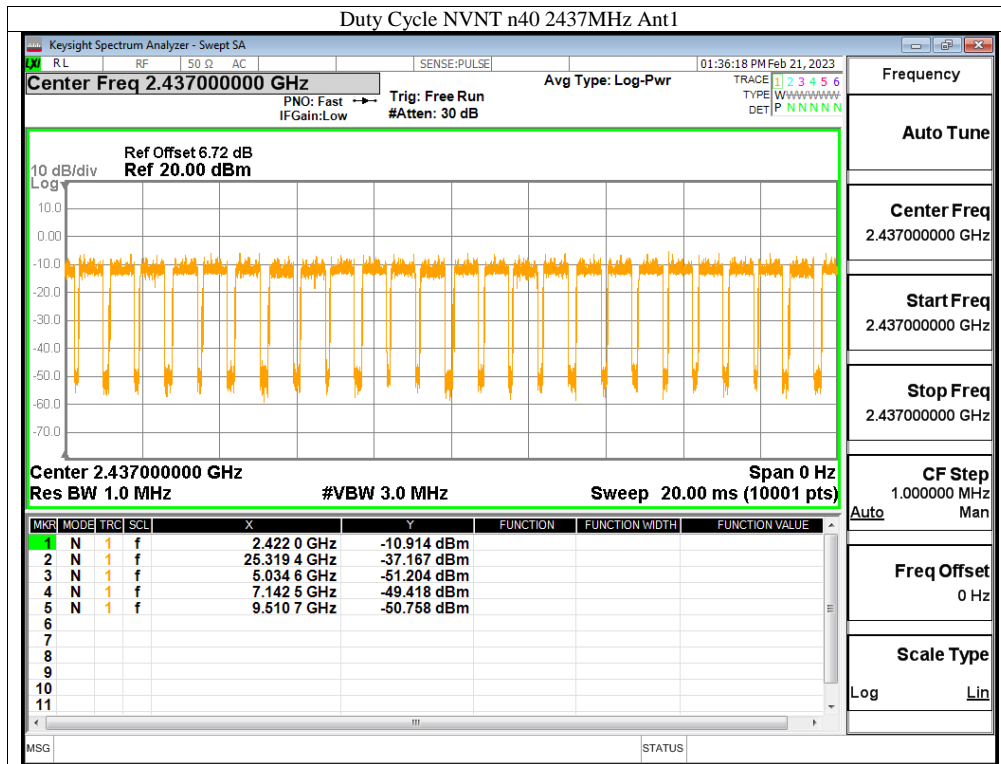 Duty Cycle NVNT n40 2437MHz Ant1
Keysight Spectrum Analyzer - Swept SA
LXI RL RF 50 Ω AC SENSE:PULSE 01:36:18 PM Feb 21, 2023
Center Freq 2.437000000 GHz Avg Type: Log-Pwr TRACE 1 2 3 4 5 6
PNO: Fast Trig: Free Run TYPE WWWWWWW
IFGain:Low #Atten: 30 dB DET P N N N N N
Ref Offset 6.72 dB
10 dB/div Ref 20.00 dBm
Log
10.0
0.00
-10.0
-20.0
-30.0
-40.0
-50.0
-60.0
-70.0
Center 2.437000000 GHz Span 0 Hz
Res BW 1.0 MHz #VBW 3.0 MHz Sweep 20.00 ms (10001 pts)
MKR MODE TRC SCL X Y FUNCTION FUNCTION WIDTH FUNCTION VALUE
1 N 1 f 2.422 0 GHz -10.914 dBm
2 N 1 f 25.319 4 GHz -37.167 dBm
3 N 1 f 5.034 6 GHz -51.204 dBm
4 N 1 f 7.142 5 GHz -49.418 dBm
5 N 1 f 9.510 7 GHz -50.758 dBm
6
7
8
9
10
11
MSG STATUS
Frequency
Auto Tune
Center Freq
2.437000000 GHz
Start Freq
2.437000000 GHz
Stop Freq
2.437000000 GHz
CF Step
1.000000 MHz
Auto Man
Freq Offset
0 Hz
Scale Type
Log Lin